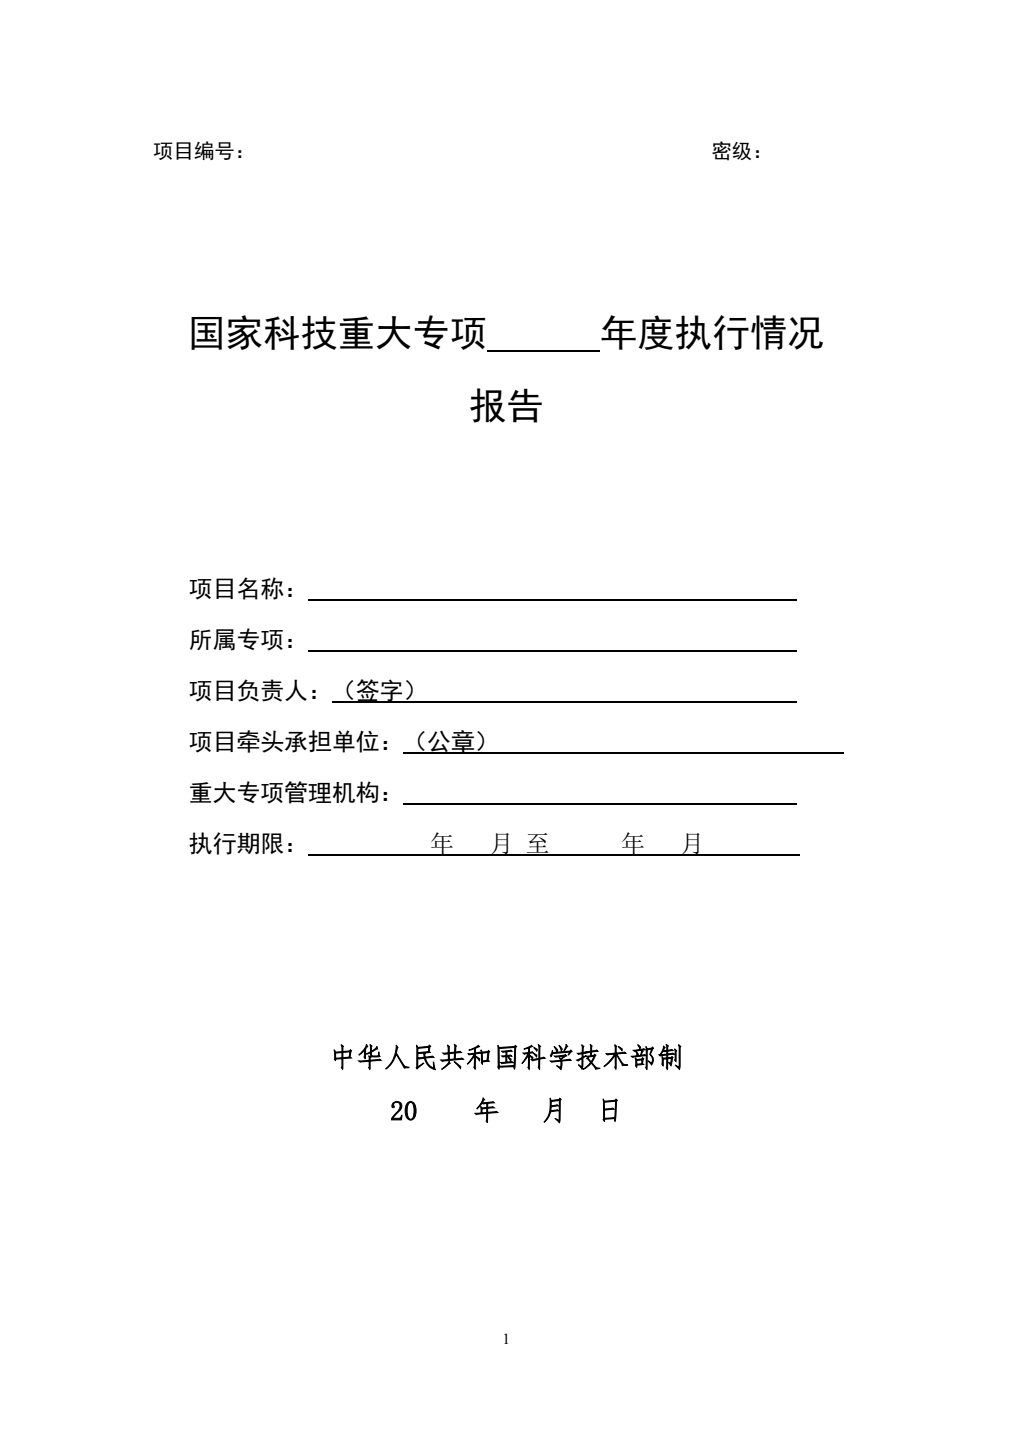 项目编号： 密级：
国家科技重大专项______年度执行情况
报告
项目名称：
所属专项：
项目负责人：（签字）
项目牵头承担单位：（公章）
重大专项管理机构：
执行期限： 年 月 至 年 月
中华人民共和国科学技术部制
20 年 月 日
1